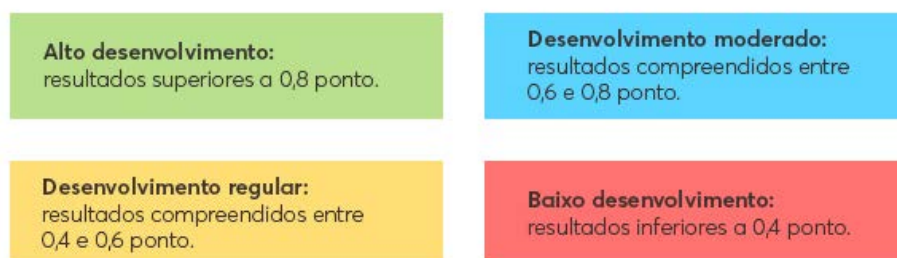 Alto desenvolvimento:
resultados superiores a 0,8 ponto.
Desenvolvimento moderado:
resultados compreendidos entre
0,6 e 0,8 ponto.
Desenvolvimento regular:
resultados compreendidos entre
0,4 e 0,6 ponto.
Baixo desenvolvimento:
resultados inferiores a 0,4 ponto.